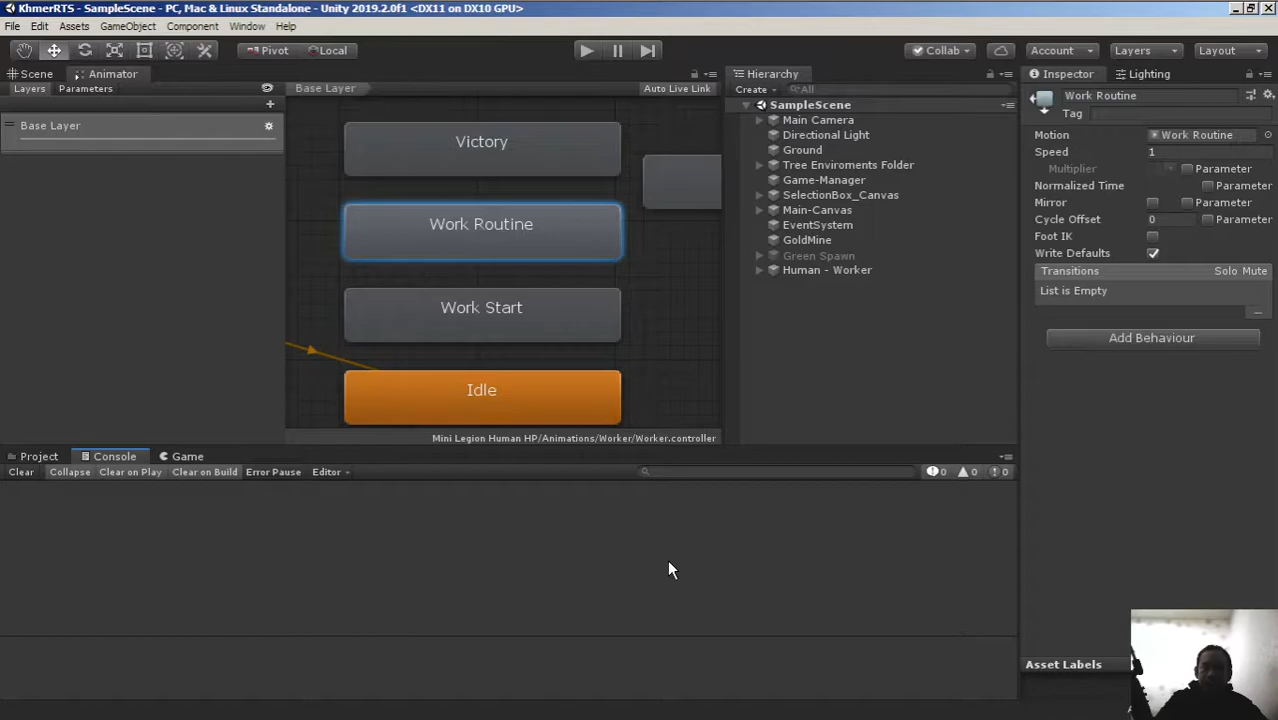 KhmerRTS - SampleScene - PC, Mac & Linux Standalone - Unity 2019.2.0f1 <DX11 on DX10 GPU>
File Edit Assets GameObject Component Window Help
Pivot Local Collab Account Layers Layout
Scene Animator
Layers Parameters
Base Layer
Base Layer
Auto Live Link
Victory
Work Routine
Work Start
Idle
Mini Legion Human HP/Animations/Worker/Worker.controller
Hierarchy
Create All
SampleScene
Main Camera
Directional Light
Ground
Tree Enviroments Folder
Game-Manager
SelectionBox_Canvas
Main-Canvas
EventSystem
GoldMine
Green Spawn
Human - Worker
Inspector Lighting
Work Routine
Tag
Motion Work Routine
Speed 1
Multiplier Parameter
Normalized Time Parameter
Mirror Parameter
Cycle Offset 0 Parameter
Foot IK
Write Defaults
Transitions Solo Mute
List is Empty
Add Behaviour
Asset Labels
Project Console Game
Clear Collapse Clear on Play Clear on Build Error Pause Editor 0 0 0